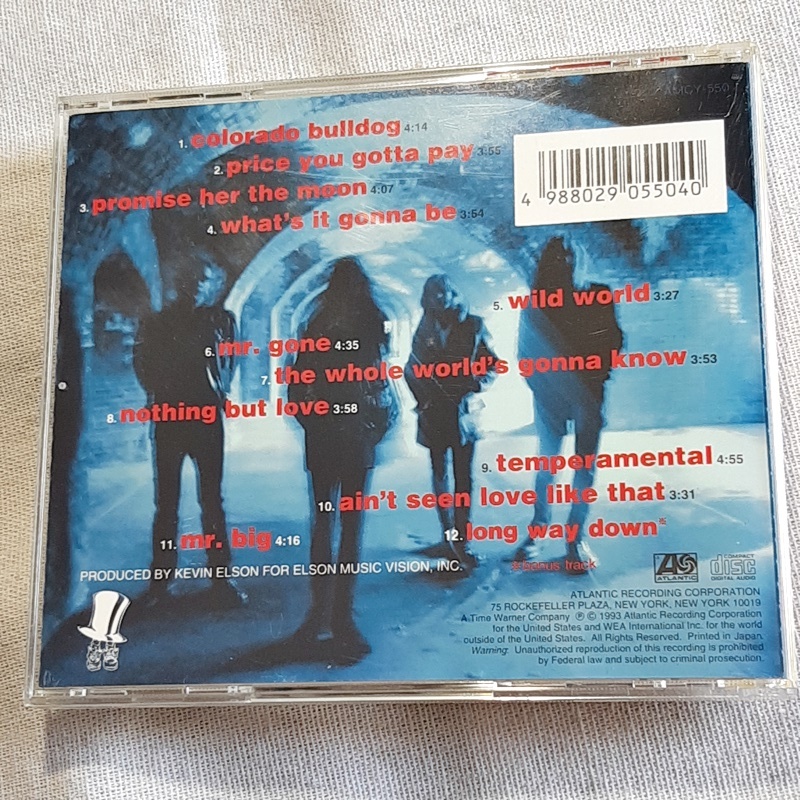 AMCY-550
1. colorado bulldog 4:14
2. price you gotta pay 3:55
3. promise her the moon 4:07
4. what's it gonna be 3:54
4 988029 055040
5. wild world 3:27
6. mr. gone 4:35
7. the whole world's gonna know 3:53
8. nothing but love 3:58
9. temperamental 4:55
10. ain't seen love like that 3:31
11. mr. big 4:16
12. long way down*
* bonus track
PRODUCED BY KEVIN ELSON FOR ELSON MUSIC VISION, INC.
ATLANTIC
COMPACT
disc
DIGITAL AUDIO
ATLANTIC RECORDING CORPORATION
75 ROCKEFELLER PLAZA, NEW YORK, NEW YORK 10019
A Time Warner Company ℗ © 1993 Atlantic Recording Corporation
for the United States and WEA International Inc. for the world
outside of the United States. All Rights Reserved. Printed in Japan.
Warning: Unauthorized reproduction of this recording is prohibited
by Federal law and subject to criminal prosecution.